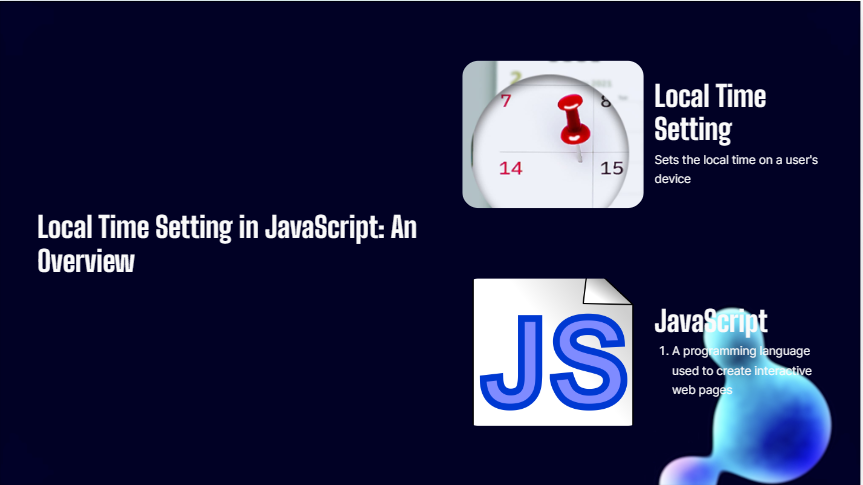 Local Time Setting in JavaScript: An
Overview
2
7
8
14
15
Local Time
Setting
Sets the local time on a user's
device
JS
JavaScript
1. A programming language
used to create interactive
web pages